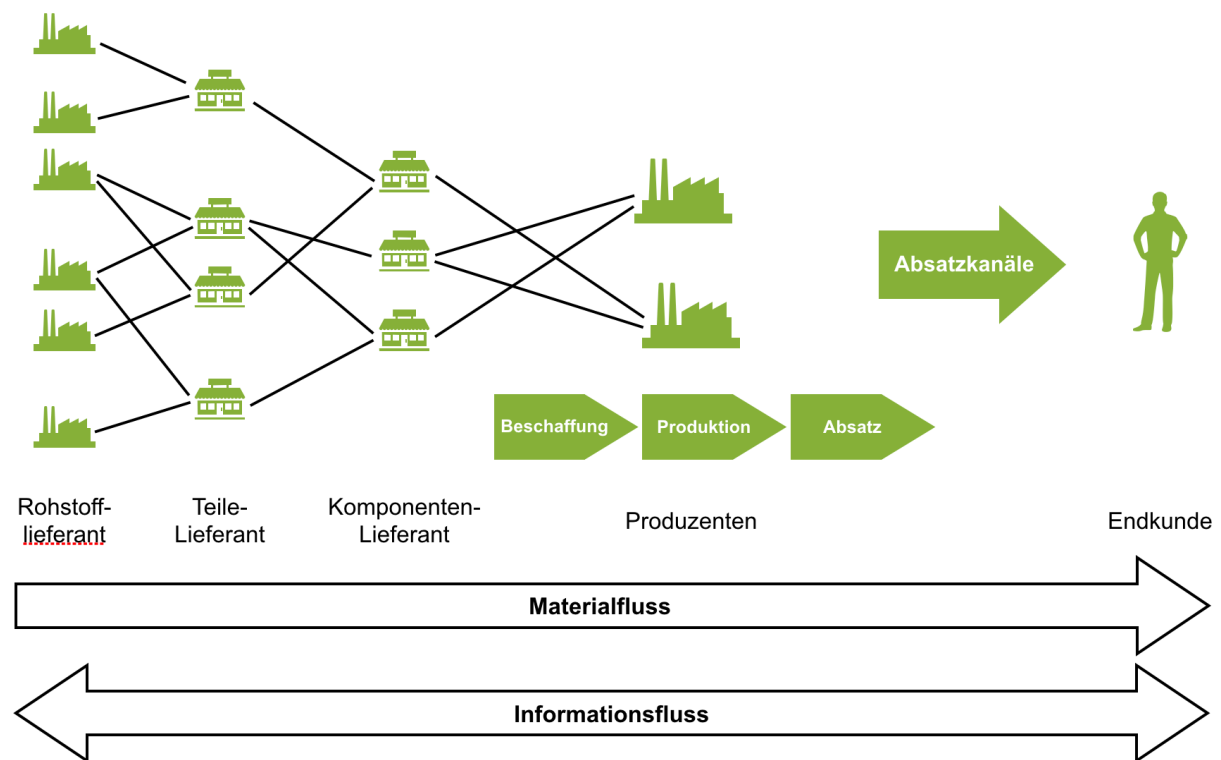 Absatzkanäle
Beschaffung
Produktion
Absatz
Rohstoff-
lieferant
Teile-
Lieferant
Komponenten-
Lieferant
Produzenten
Endkunde
Materialfluss
Informationsfluss